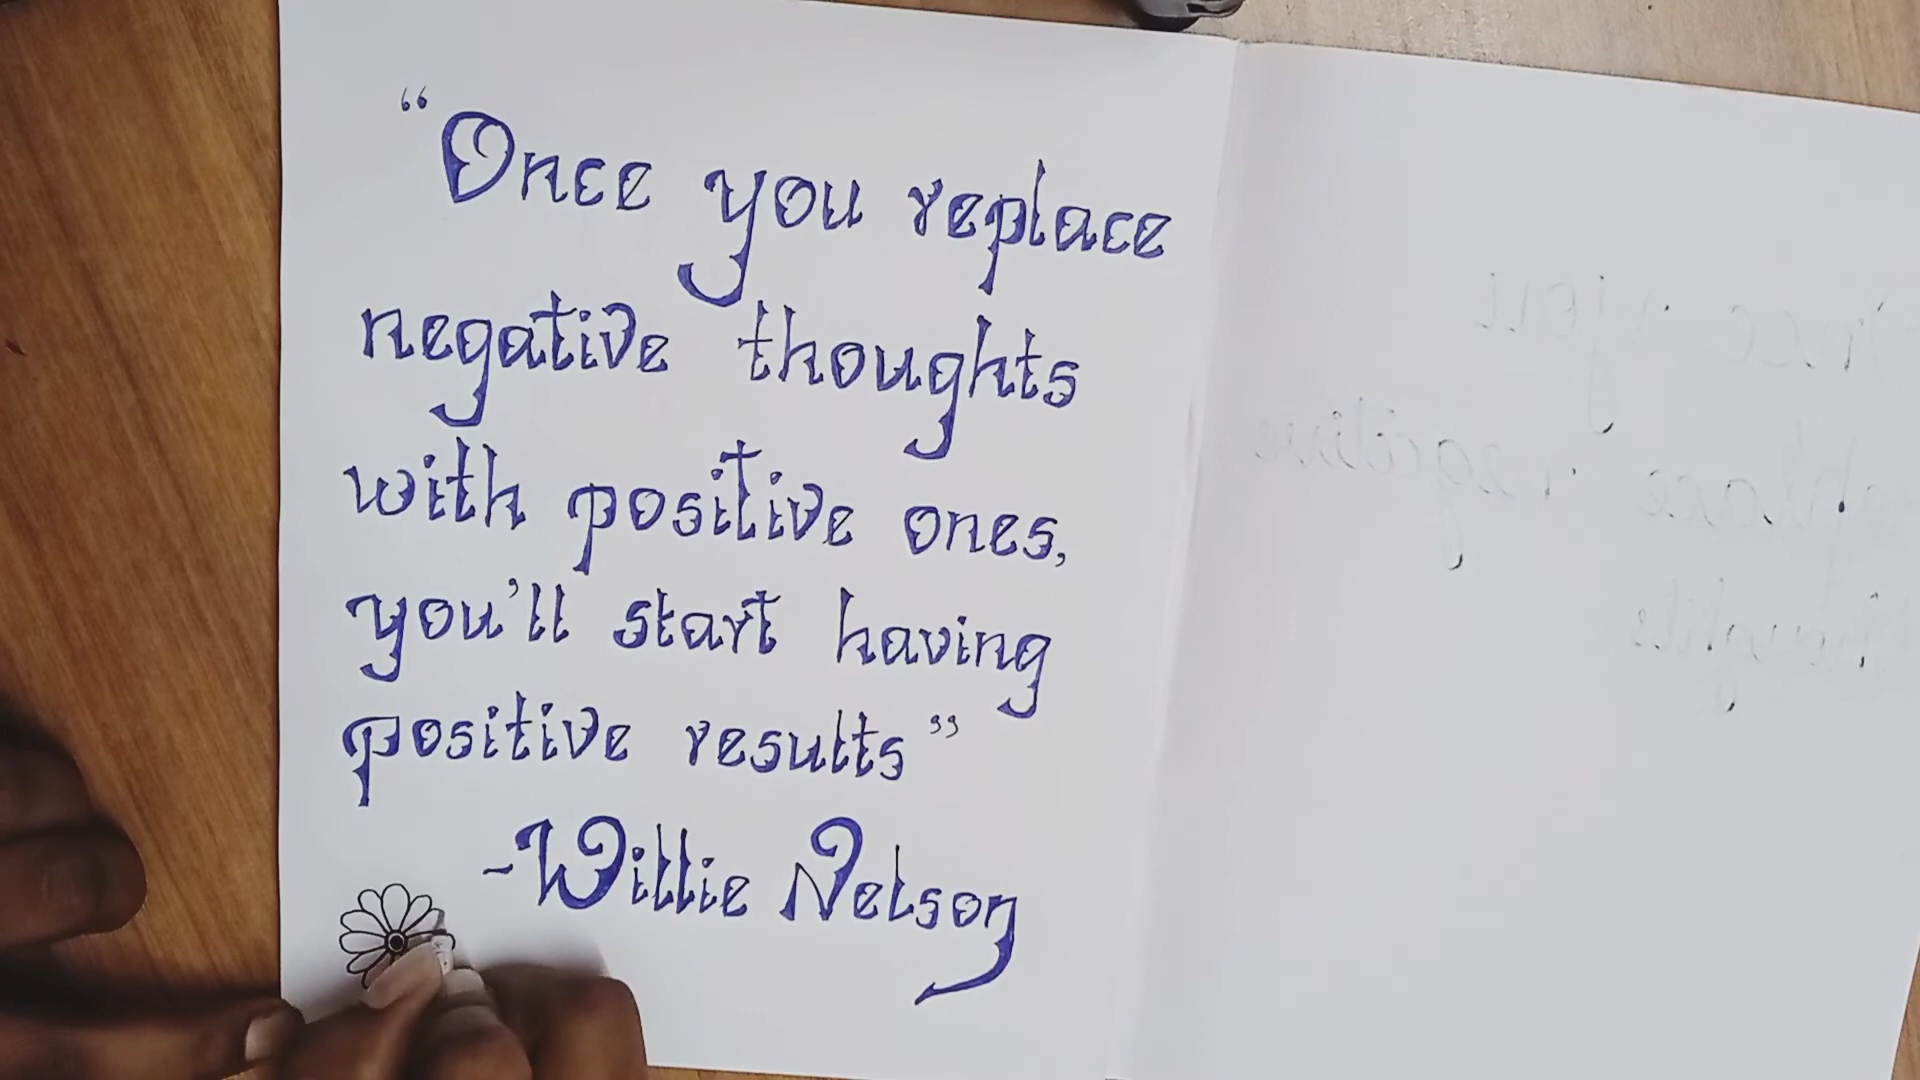 “Once you replace
negative thoughts
with positive ones,
you’ll start having
positive results”
-Willie Nelson